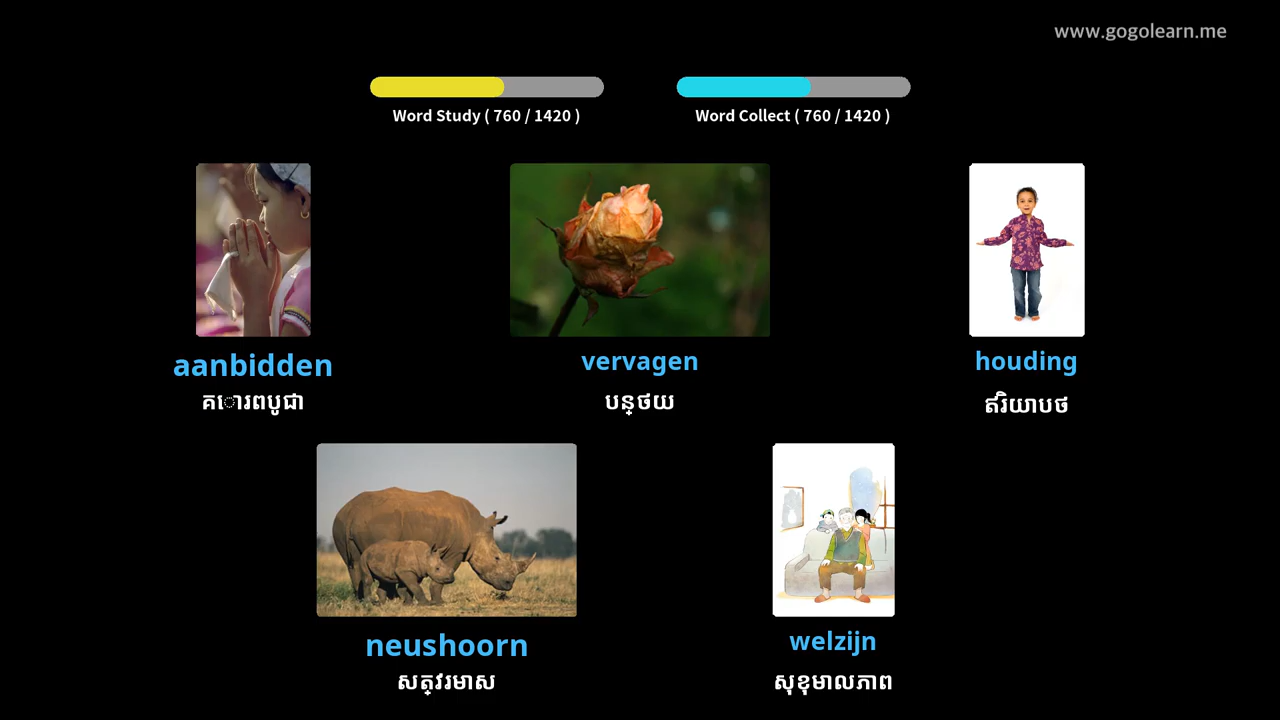 www.gogolearn.me
Word Study ( 760 / 1420 )
Word Collect ( 760 / 1420 )
aanbidden
គោរពបូជា
vervagen
បន្ថយ
houding
ឥរិយាបថ
neushoorn
សត្វរមាស
welzijn
សុខុមាលភាព